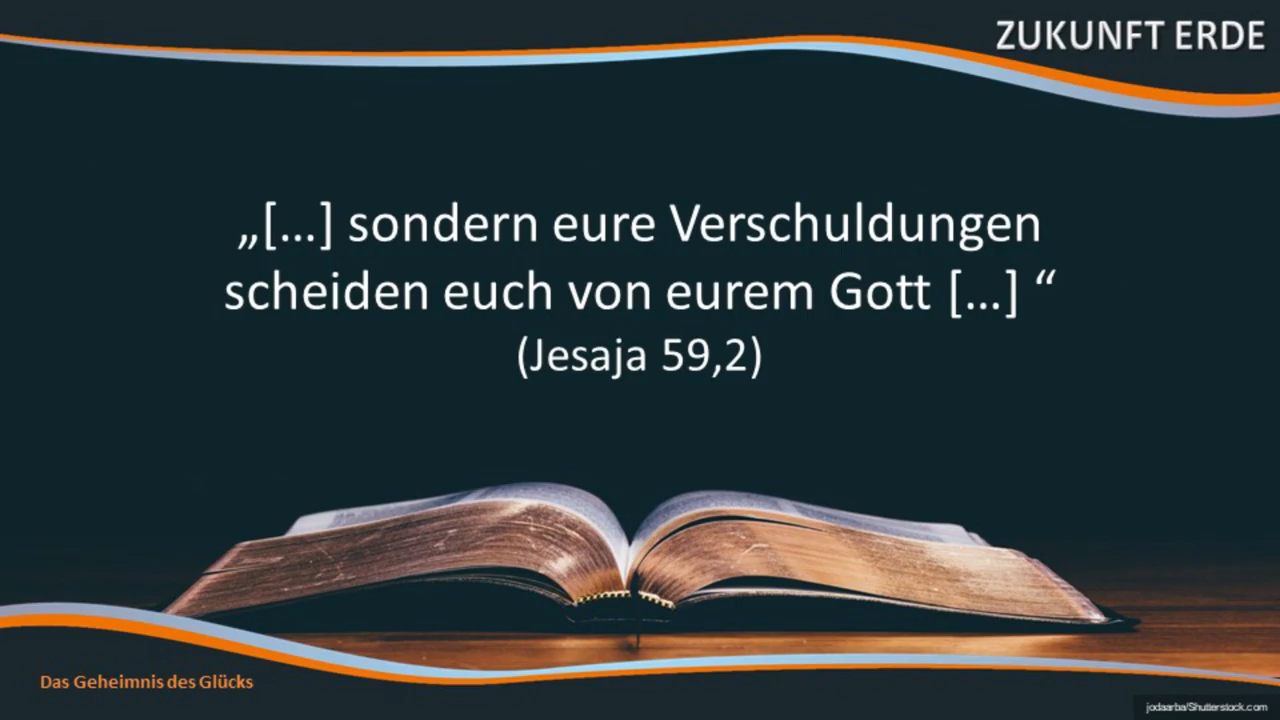 ZUKUNFT ERDE
„[...] sondern eure Verschuldungen
scheiden euch von eurem Gott [...] “
(Jesaja 59,2)
Das Geheimnis des Glücks
jodaarba/Shutterstock.com